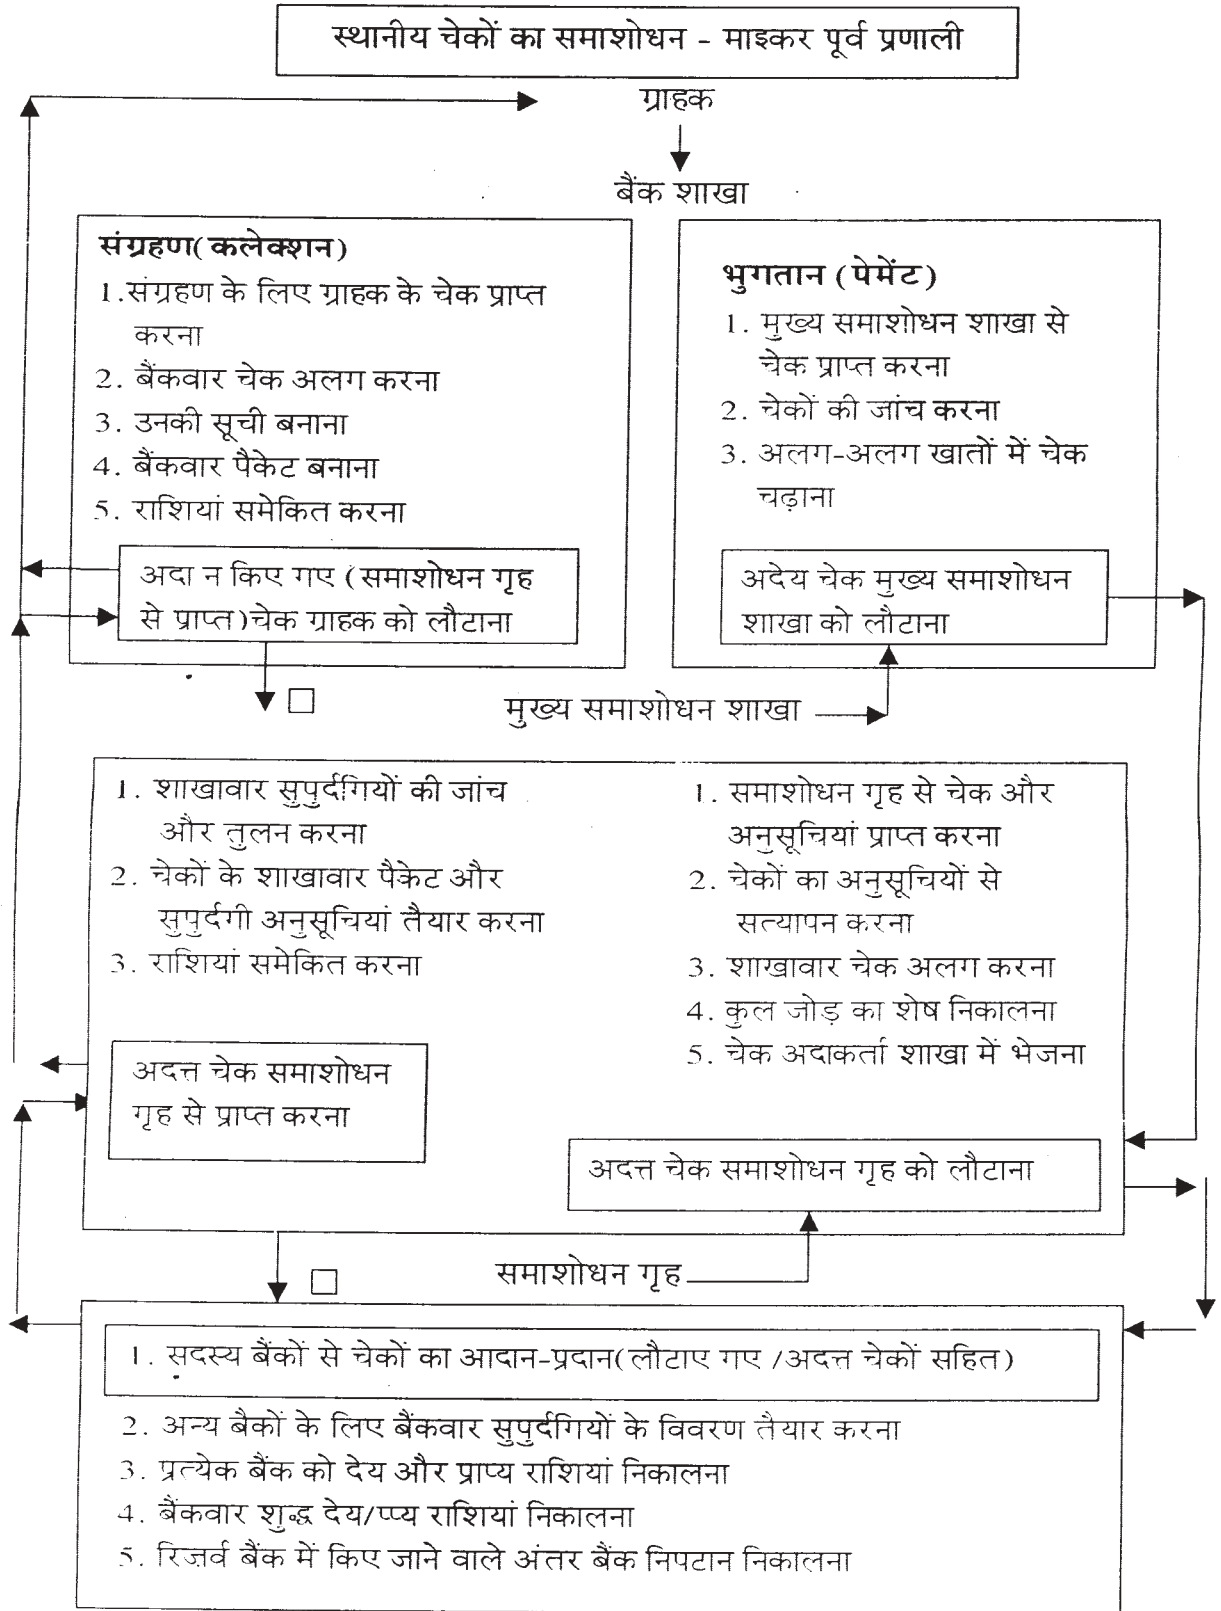 स्थानीय चेकों का समाशोधन - माइकर पूर्व प्रणाली
ग्राहक
बैंक शाखा
संग्रहण(कलेक्शन)
1.संग्रहण के लिए ग्राहक के चेक प्राप्त
करना
2. बैंकवार चेक अलग करना
3. उनकी सूची बनाना
4. बैंकवार पैकेट बनाना
5. राशियां समेकित करना
अदा न किए गए (समाशोधन गृह
से प्राप्त)चेक ग्राहक को लौटाना
भुगतान (पेमेंट)
1. मुख्य समाशोधन शाखा से
चेक प्राप्त करना
2. चेकों की जांच करना
3. अलग-अलग खातों में चेक
चढ़ाना
अदेय चेक मुख्य समाशोधन
शाखा को लौटाना
मुख्य समाशोधन शाखा
1. शाखावार सुपुर्दगियों की जांच
और तुलन करना
2. चेकों के शाखावार पैकेट और
सुपुर्दगी अनुसूचियां तैयार करना
3. राशियां समेकित करना
अदत्त चेक समाशोधन
गृह से प्राप्त करना
1. समाशोधन गृह से चेक और
अनुसूचियां प्राप्त करना
2. चेकों का अनुसूचियों से
सत्यापन करना
3. शाखावार चेक अलग करना
4. कुल जोड़ का शेष निकालना
5. चेक अदाकर्ता शाखा में भेजना
अदत्त चेक समाशोधन गृह को लौटाना
समाशोधन गृह
1. सदस्य बैंकों से चेकों का आदान-प्रदान(लौटाए गए /अदत्त चेकों सहित)
2. अन्य बैकों के लिए बैंकवार सुपुर्दगियों के विवरण तैयार करना
3. प्रत्येक बैंक को देय और प्राप्य राशियां निकालना
4. बैंकवार शुद्ध देय/प्प्य राशियां निकालना
5. रिज़र्व बैंक में किए जाने वाले अंतर बैंक निपटान निकालना